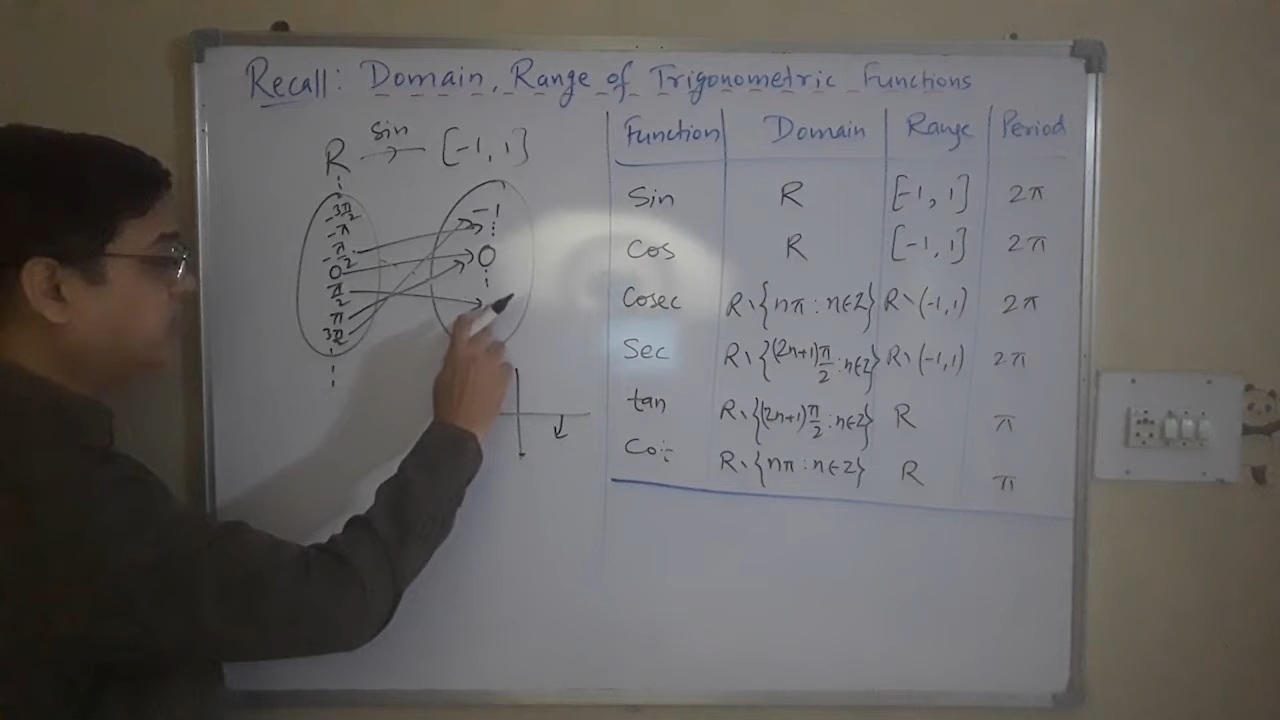 Recall: Domain, Range of Trigonometric Functions
R sin→ [-1, 1]
-3π/2
-π
-π/2
0
π/2
π
3π/2
-1
0
Function Domain Range Period
Sin R [-1, 1] 2π
Cos R [-1, 1] 2π
Cosec R\{nπ : n∈Z} R\(-1,1) 2π
Sec R\{(2n+1)π/2 : n∈Z} R\(-1,1) 2π
tan R\{(2n+1)π/2 : n∈Z} R π
Cot R\{nπ : n∈Z} R π